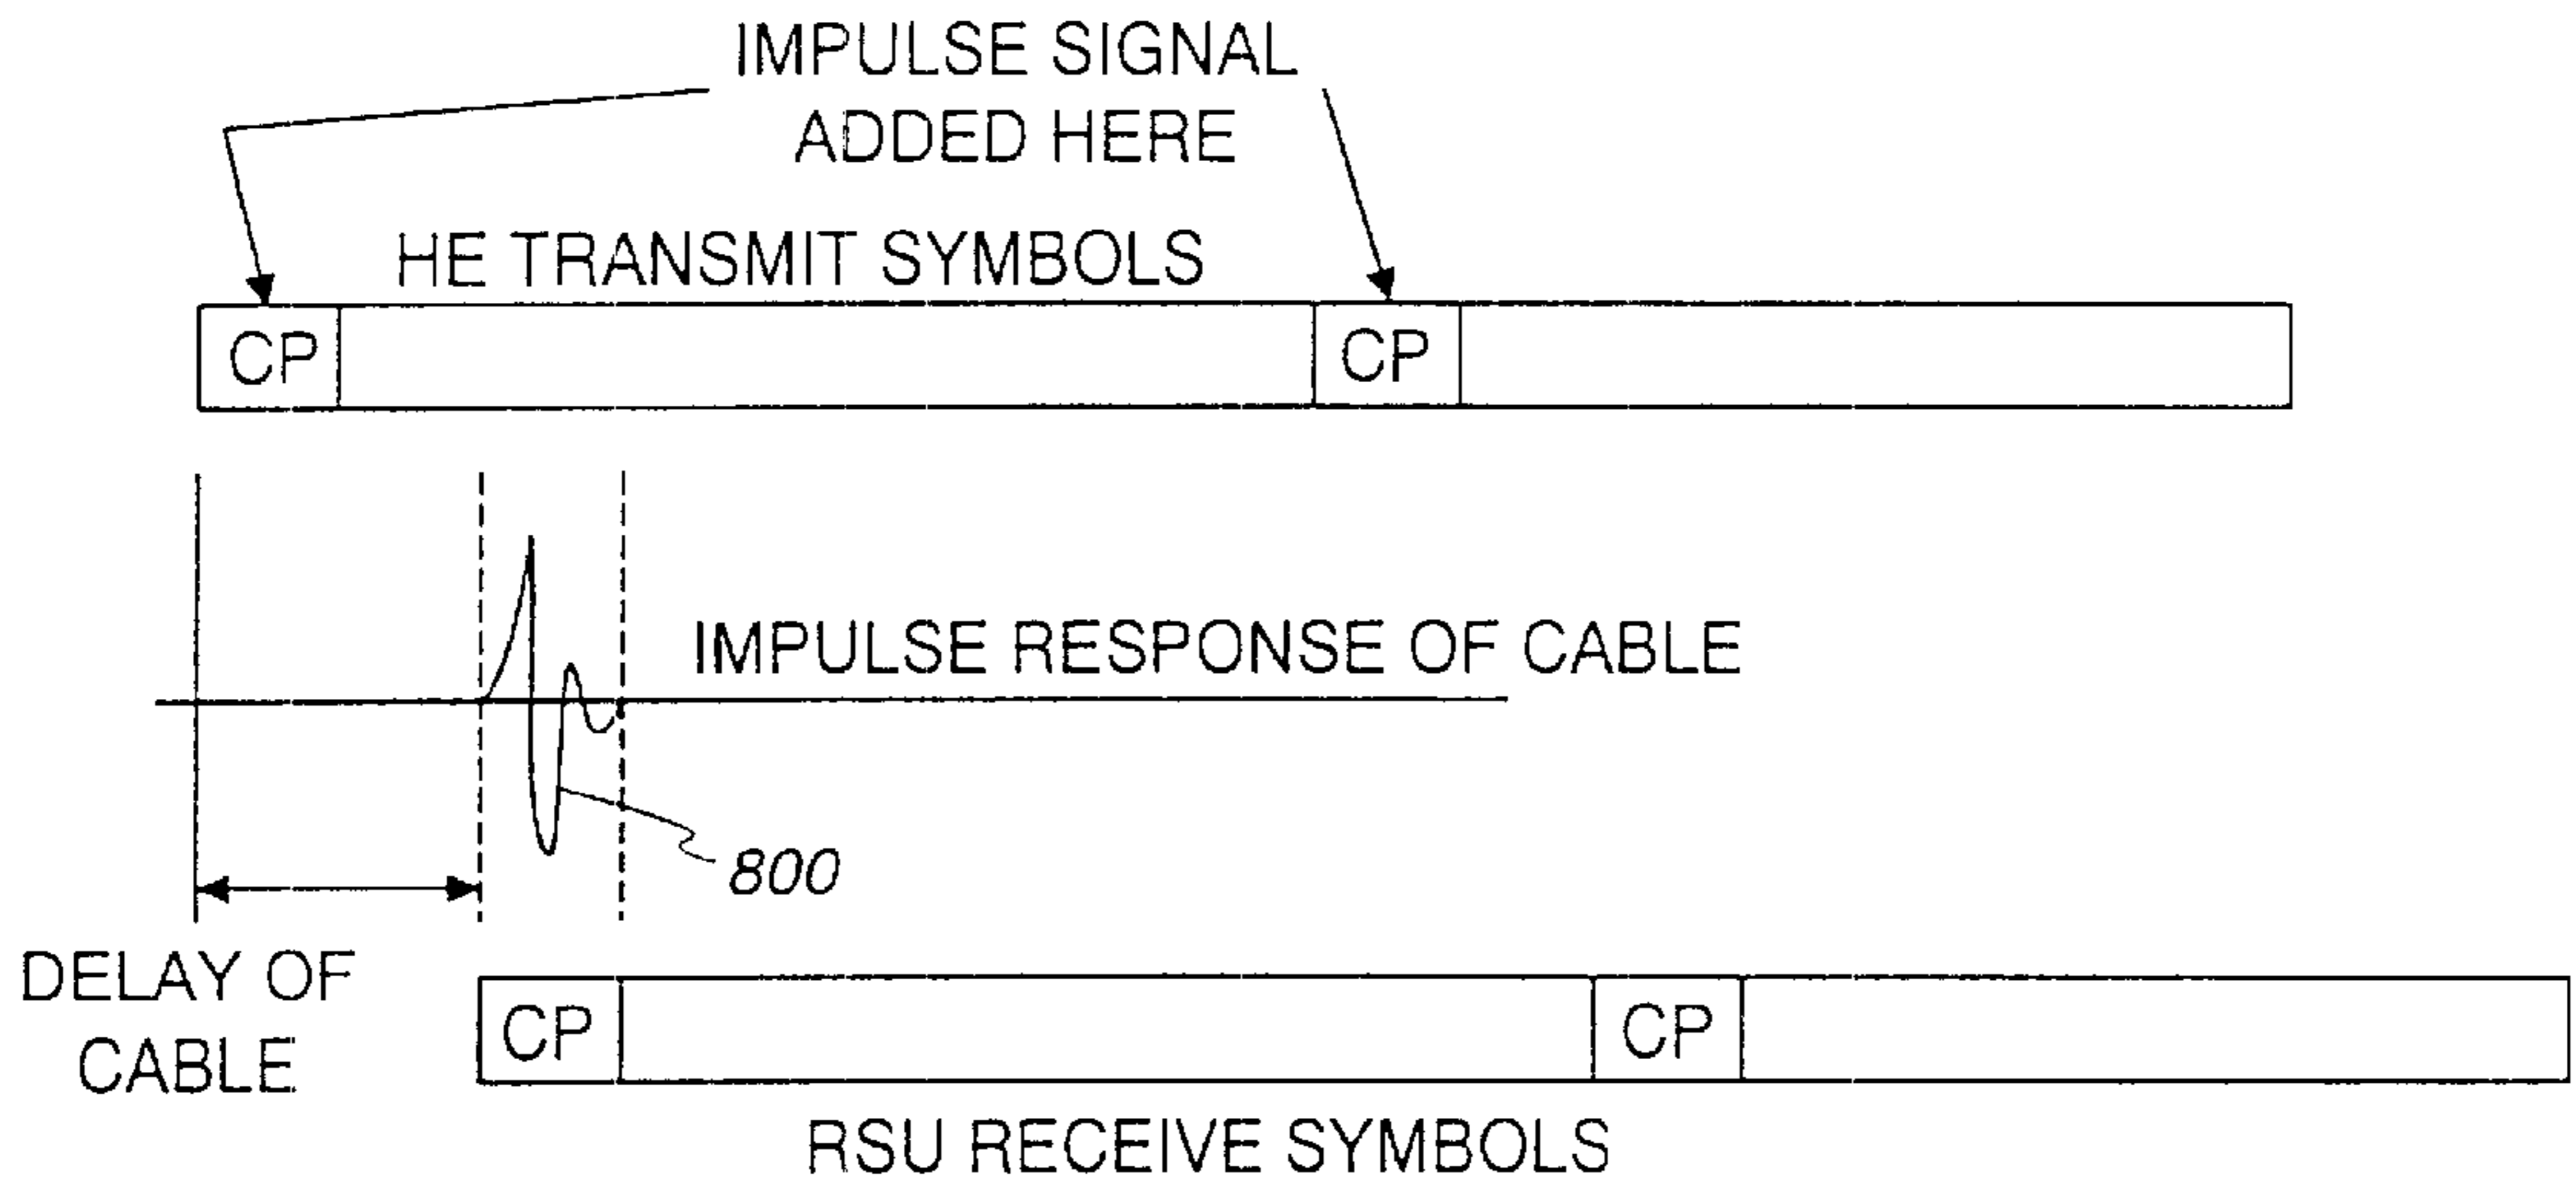 IMPULSE SIGNAL
ADDED HERE
HE TRANSMIT SYMBOLS
CP
CP
IMPULSE RESPONSE OF CABLE
800
DELAY OF
CABLE
CP
CP
RSU RECEIVE SYMBOLS